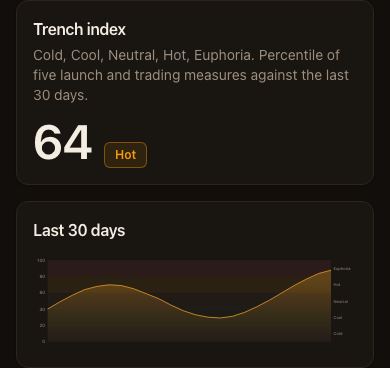 Trench index
Cold, Cool, Neutral, Hot, Euphoria. Percentile of
five launch and trading measures against the last
30 days.
64 Hot
Last 30 days
100
80
60
40
20
0
Euphoria
Hot
Neutral
Cool
Cold